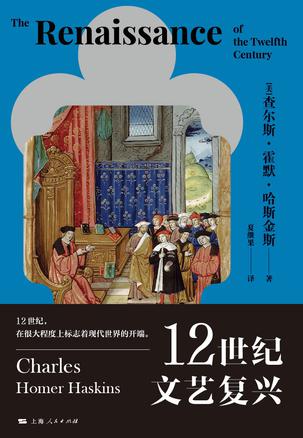 The Renaissance of the Twelfth Century
[美]查尔斯·霍默·哈斯金斯——著
夏继果 译
12世纪，
在很大程度上标志着现代世界的开端。
Charles
Homer Haskins
12世纪
文艺复兴
上海人民出版社